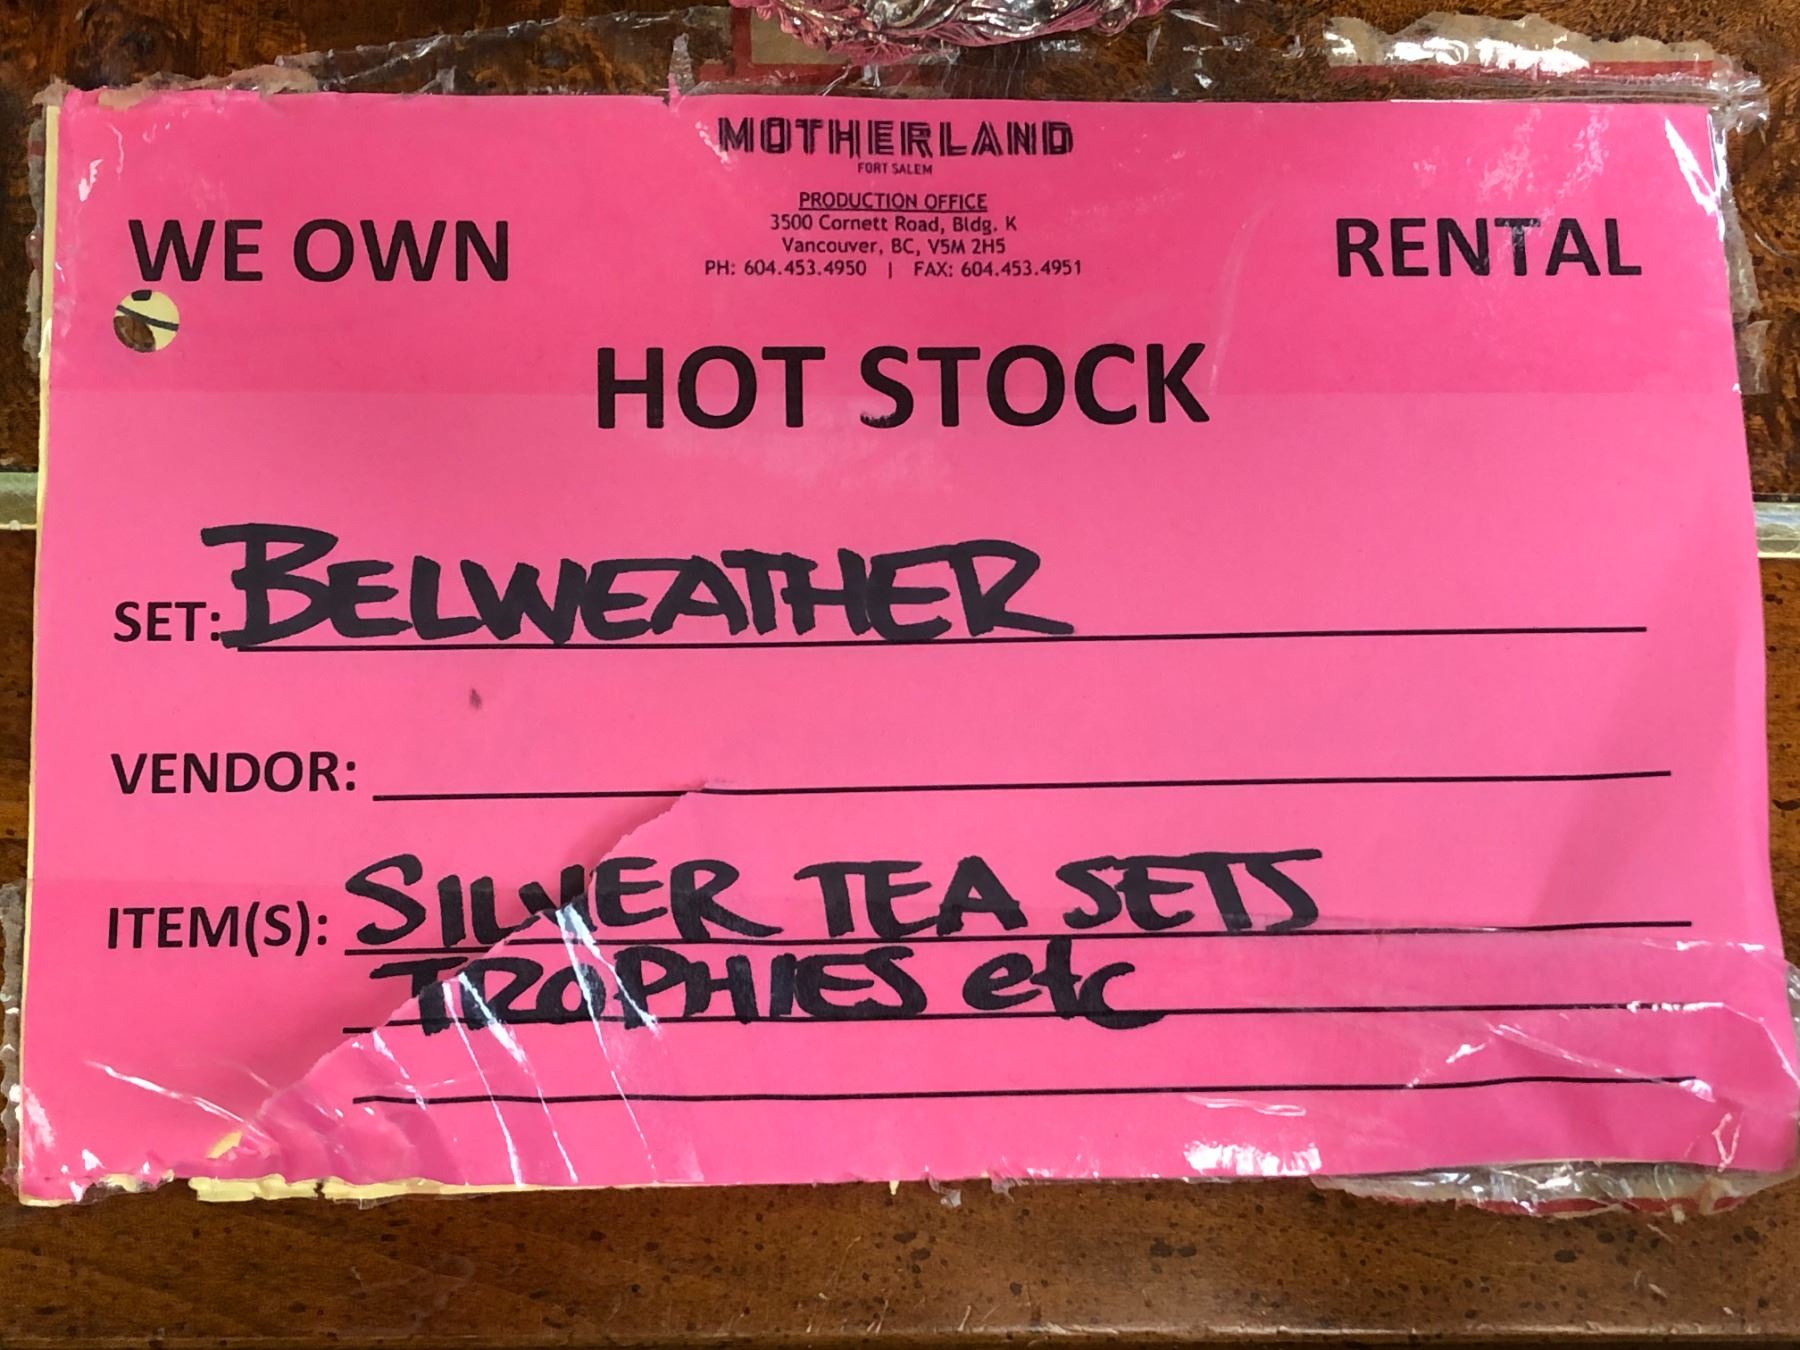 MOTHERLAND
FORT SALEM
PRODUCTION OFFICE
3500 Cornett Road, Bldg. K
Vancouver, BC, V5M 2H5
PH: 604.453.4950 | FAX: 604.453.4951
WE OWN
RENTAL
HOT STOCK
SET: BELWEATHER
VENDOR:
ITEM(S): SILVER TEA SETS
TROPHIES etc